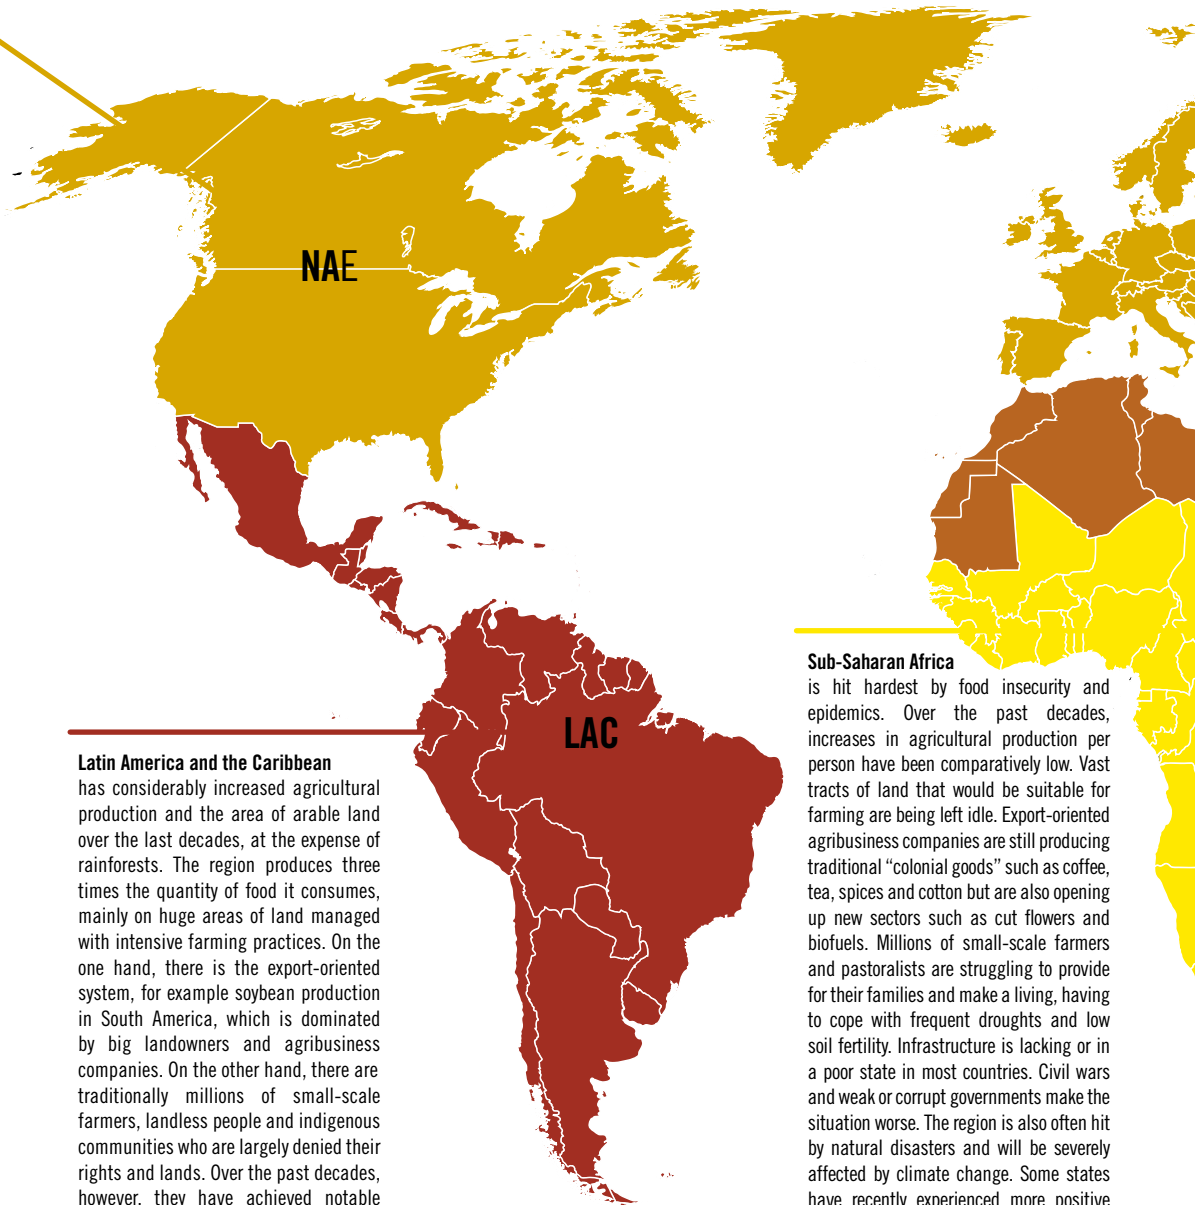 NAE
LAC
Latin America and the Caribbean
has considerably increased agricultural
production and the area of arable land
over the last decades, at the expense of
rainforests. The region produces three
times the quantity of food it consumes,
mainly on huge areas of land managed
with intensive farming practices. On the
one hand, there is the export-oriented
system, for example soybean production
in South America, which is dominated
by big landowners and agribusiness
companies. On the other hand, there are
traditionally millions of small-scale
farmers, landless people and indigenous
communities who are largely denied their
rights and lands. Over the past decades,
however, they have achieved notable
Sub-Saharan Africa
is hit hardest by food insecurity and
epidemics. Over the past decades,
increases in agricultural production per
person have been comparatively low. Vast
tracts of land that would be suitable for
farming are being left idle. Export-oriented
agribusiness companies are still producing
traditional “colonial goods” such as coffee,
tea, spices and cotton but are also opening
up new sectors such as cut flowers and
biofuels. Millions of small-scale farmers
and pastoralists are struggling to provide
for their families and make a living, having
to cope with frequent droughts and low
soil fertility. Infrastructure is lacking or in
a poor state in most countries. Civil wars
and weak or corrupt governments make the
situation worse. The region is also often hit
by natural disasters and will be severely
affected by climate change. Some states
have recently experienced more positive